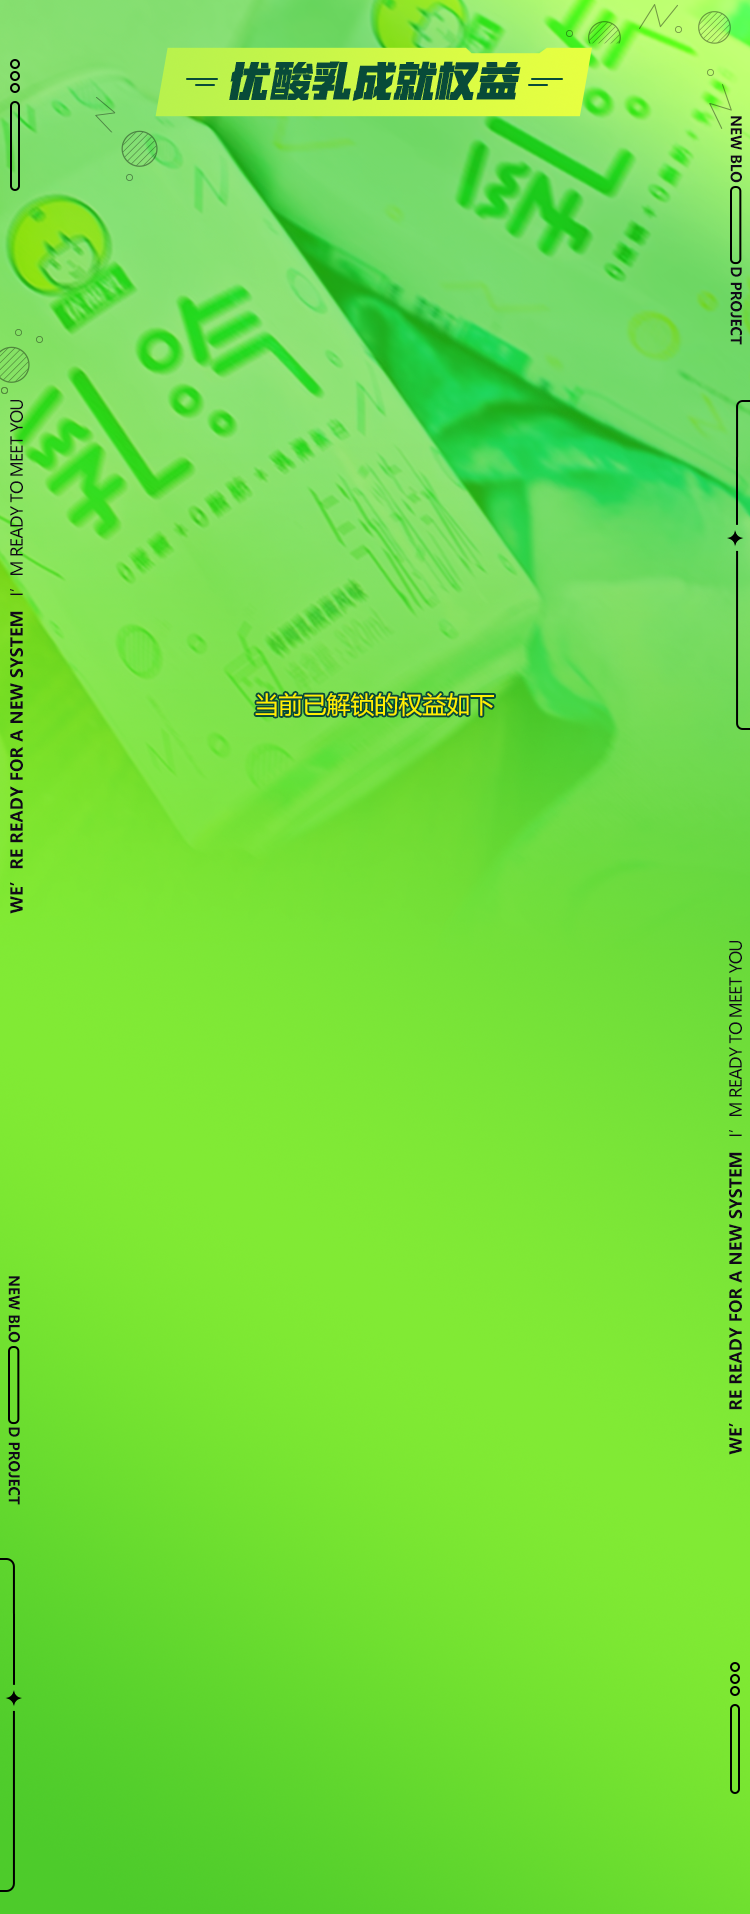 优酸乳成就权益
NEW BLO D PROJECT
I' M READY TO MEET YOU
WE' RE READY FOR A NEW SYSTEM
当前已解锁的权益如下
I' M READY TO MEET YOU
WE' RE READY FOR A NEW SYSTEM
NEW BLO D PROJECT